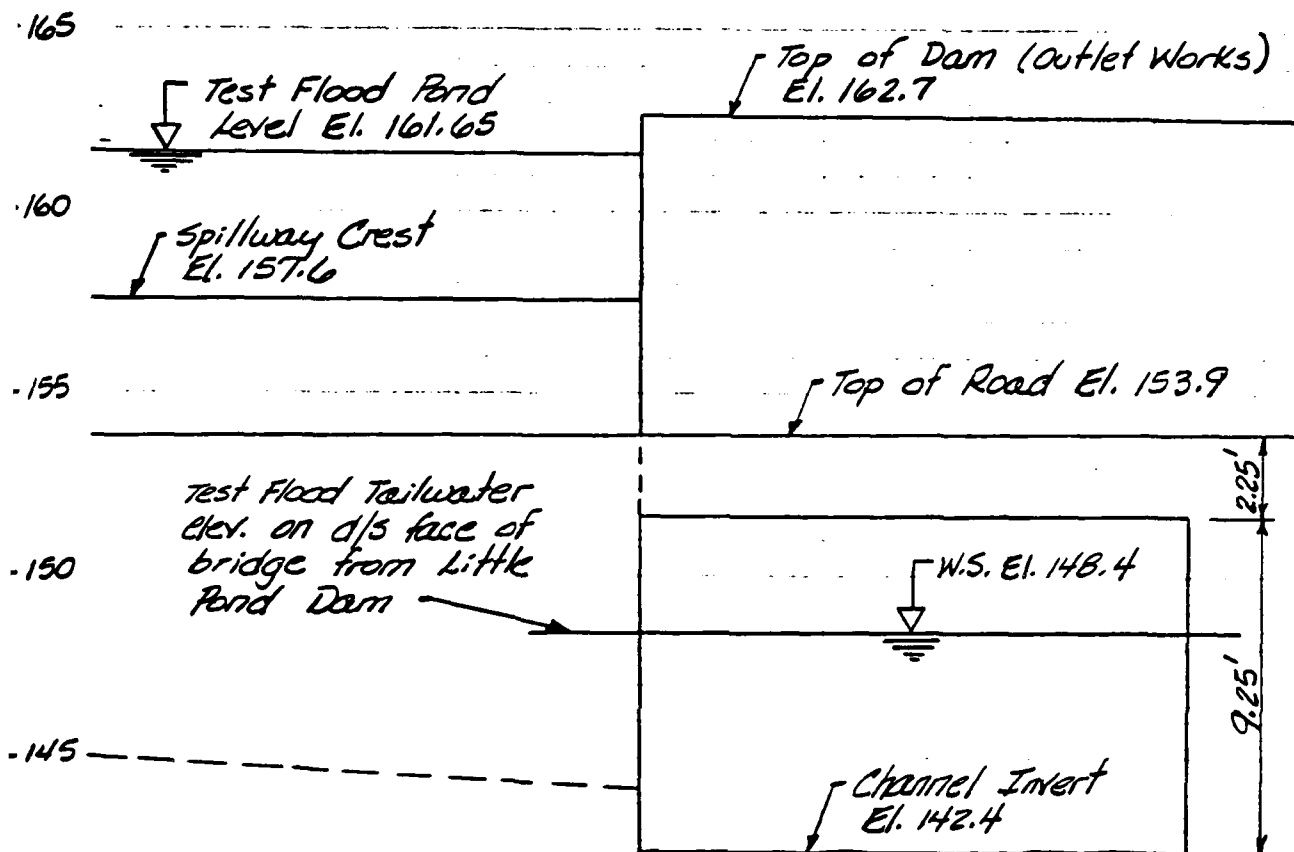 165
Top of Dam (Outlet Works)
El. 162.7
Test Flood Pond
Level El. 161.65
160
Spillway Crest
El. 157.6
155
Top of Road El. 153.9
2.25'
Test Flood Tailwater
elev. on d/s face of
bridge from Little
Pond Dam
150
W.S. El. 148.4
9.25'
145
Channel Invert
El. 142.4